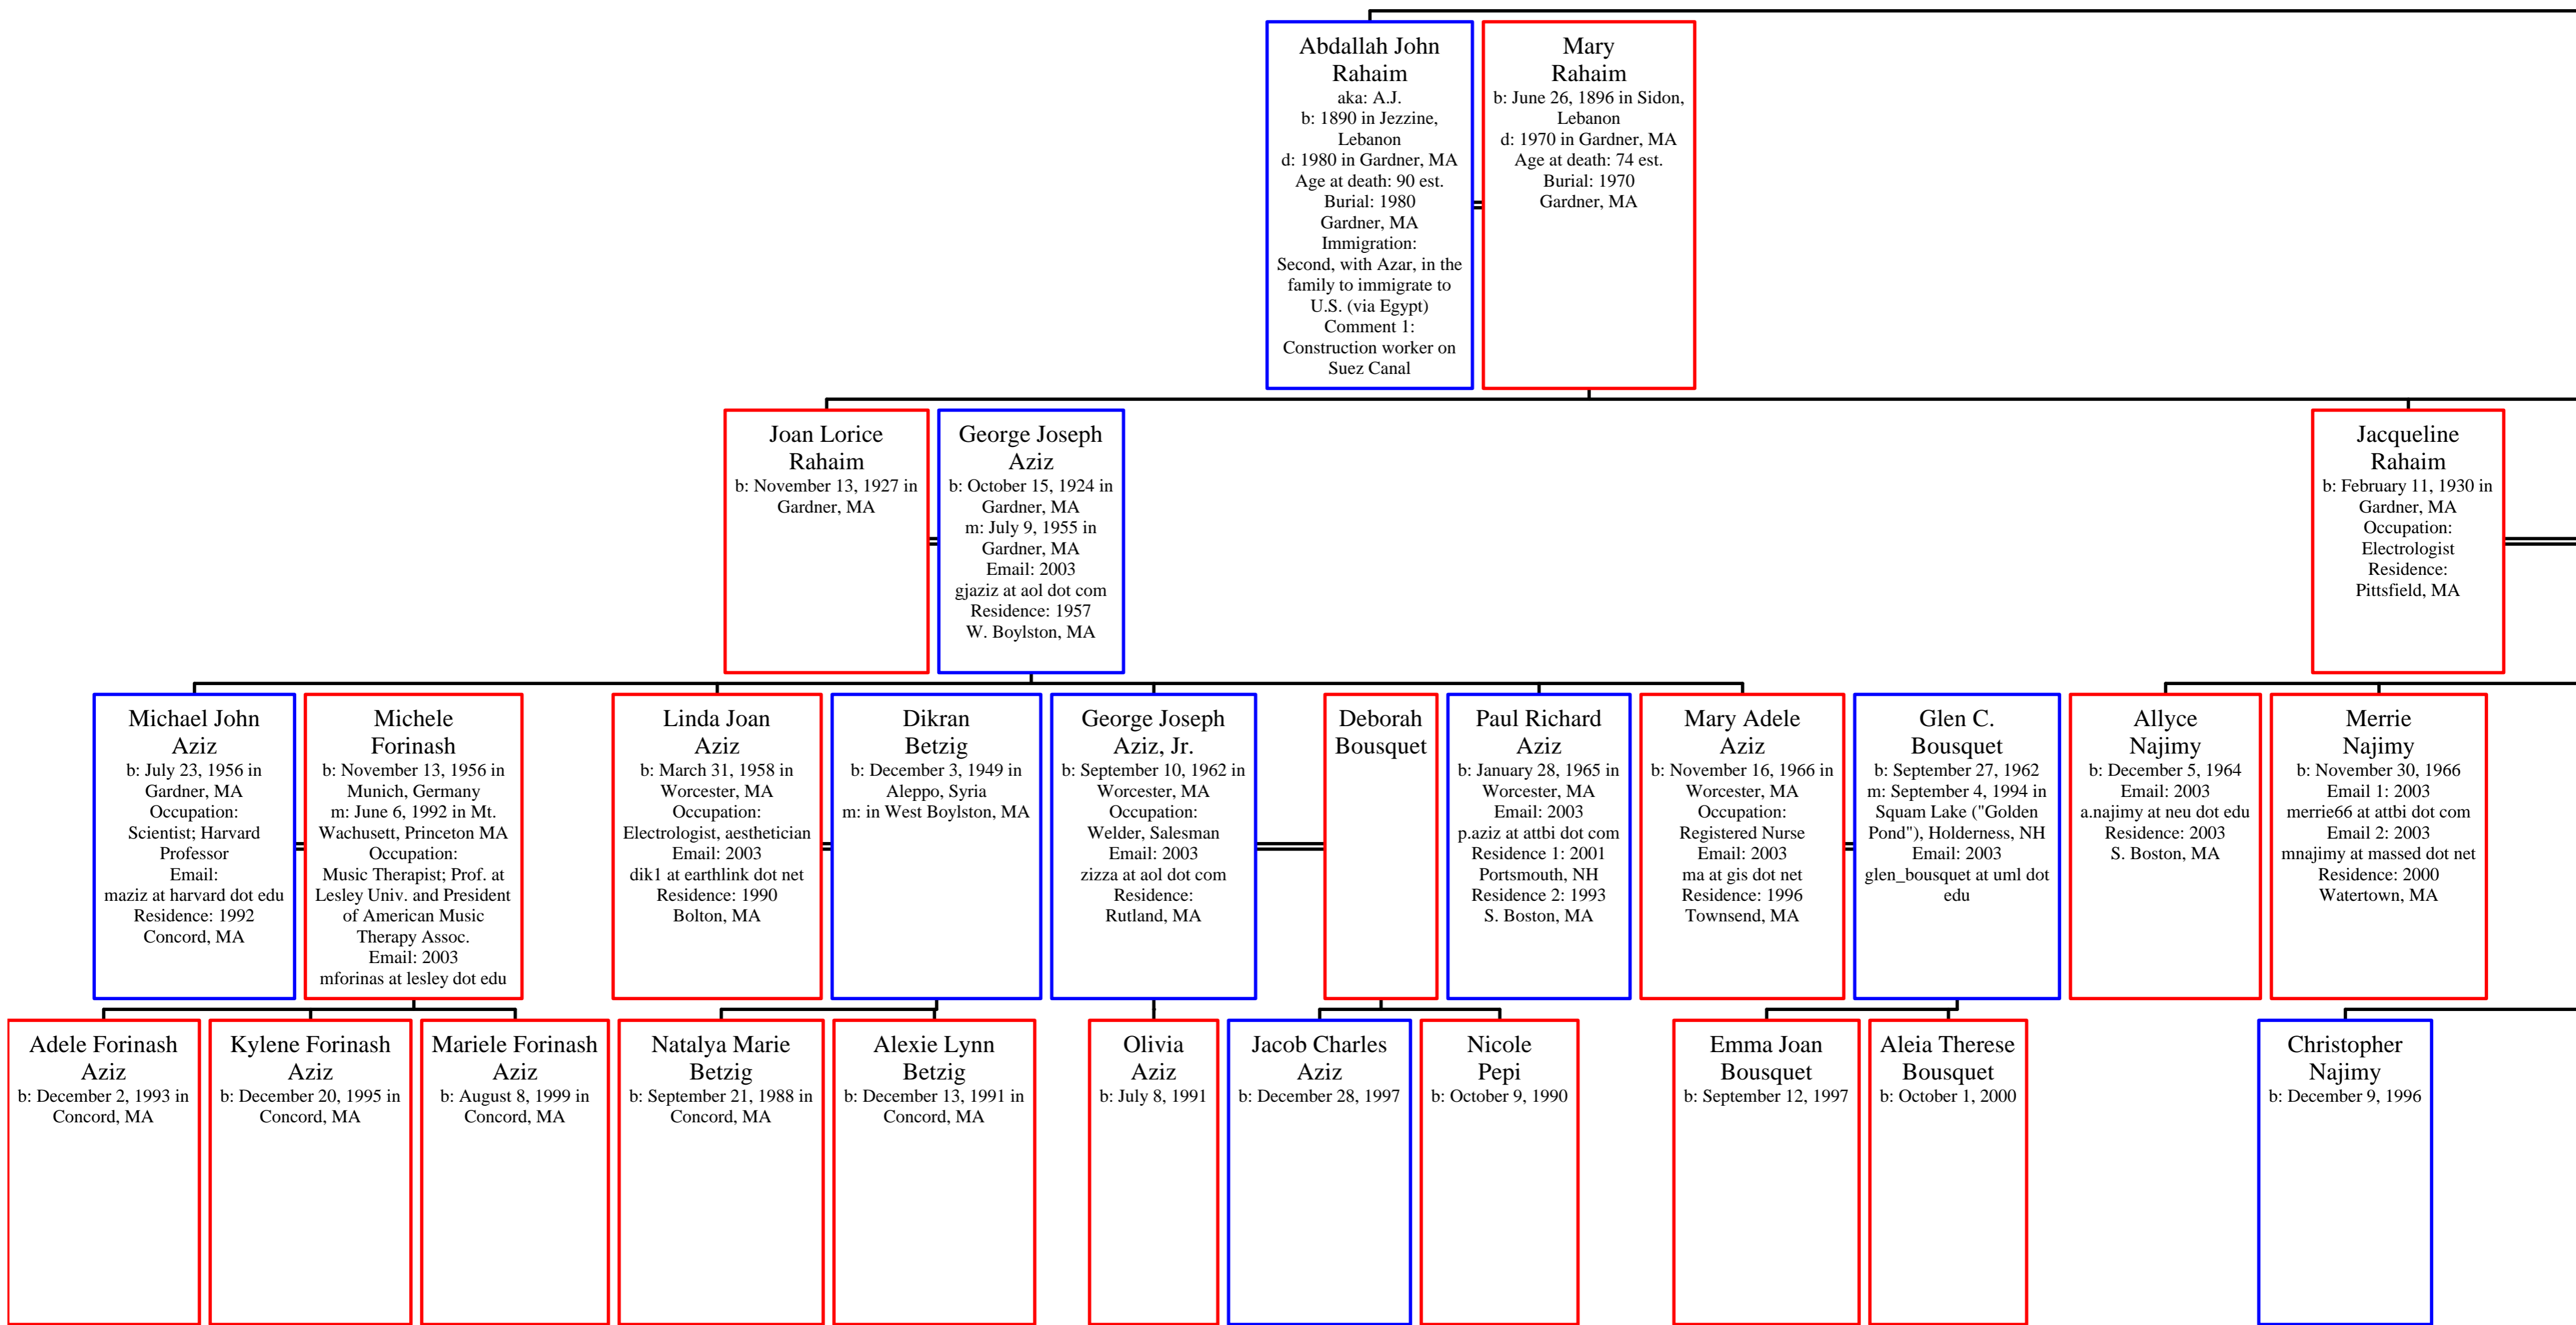 Abdallah John
Rahaim
aka: A.J.
b: 1890 in Jezzine,
Lebanon
d: 1980 in Gardner, MA
Age at death: 90 est.
Burial: 1980
Gardner, MA
Immigration:
Second, with Azar, in the
family to immigrate to
U.S. (via Egypt)
Comment 1:
Construction worker on
Suez Canal
Mary
Rahaim
b: June 26, 1896 in Sidon,
Lebanon
d: 1970 in Gardner, MA
Age at death: 74 est.
Burial: 1970
Gardner, MA
Joan Lorice
Rahaim
b: November 13, 1927 in
Gardner, MA
George Joseph
Aziz
b: October 15, 1924 in
Gardner, MA
m: July 9, 1955 in
Gardner, MA
Email: 2003
gjaziz at aol dot com
Residence: 1957
W. Boylston, MA
Jacqueline
Rahaim
b: February 11, 1930 in
Gardner, MA
Occupation:
Electrologist
Residence:
Pittsfield, MA
Michael John
Aziz
b: July 23, 1956 in
Gardner, MA
Occupation:
Scientist; Harvard
Professor
Email:
maziz at harvard dot edu
Residence: 1992
Concord, MA
Michele
Forinash
b: November 13, 1956 in
Munich, Germany
m: June 6, 1992 in Mt.
Wachusett, Princeton MA
Occupation:
Music Therapist; Prof. at
Lesley Univ. and President
of American Music
Therapy Assoc.
Email: 2003
mforinas at lesley dot edu
Linda Joan
Aziz
b: March 31, 1958 in
Worcester, MA
Occupation:
Electrologist, aesthetician
Email: 2003
dik1 at earthlink dot net
Residence: 1990
Bolton, MA
Dikran
Betzig
b: December 3, 1949 in
Aleppo, Syria
m: in West Boylston, MA
George Joseph
Aziz, Jr.
b: September 10, 1962 in
Worcester, MA
Occupation:
Welder, Salesman
Email: 2003
zizza at aol dot com
Residence:
Rutland, MA
Deborah
Bousquet
Paul Richard
Aziz
b: January 28, 1965 in
Worcester, MA
Email: 2003
p.aziz at attbi dot com
Residence 1: 2001
Portsmouth, NH
Residence 2: 1993
S. Boston, MA
Mary Adele
Aziz
b: November 16, 1966 in
Worcester, MA
Occupation:
Registered Nurse
Email: 2003
ma at gis dot net
Residence: 1996
Townsend, MA
Glen C.
Bousquet
b: September 27, 1962
m: September 4, 1994 in
Squam Lake ("Golden
Pond"), Holderness, NH
Email: 2003
glen_bousquet at uml dot
edu
Allyce
Najimy
b: December 5, 1964
Email: 2003
a.najimy at neu dot edu
Residence: 2003
S. Boston, MA
Merrie
Najimy
b: November 30, 1966
Email 1: 2003
merrie66 at attbi dot com
Email 2: 2003
mnajimy at massed dot net
Residence: 2000
Watertown, MA
Adele Forinash
Aziz
b: December 2, 1993 in
Concord, MA
Kylene Forinash
Aziz
b: December 20, 1995 in
Concord, MA
Mariele Forinash
Aziz
b: August 8, 1999 in
Concord, MA
Natalya Marie
Betzig
b: September 21, 1988 in
Concord, MA
Alexie Lynn
Betzig
b: December 13, 1991 in
Concord, MA
Olivia
Aziz
b: July 8, 1991
Jacob Charles
Aziz
b: December 28, 1997
Nicole
Pepi
b: October 9, 1990
Emma Joan
Bousquet
b: September 12, 1997
Aleia Therese
Bousquet
b: October 1, 2000
Christopher
Najimy
b: December 9, 1996